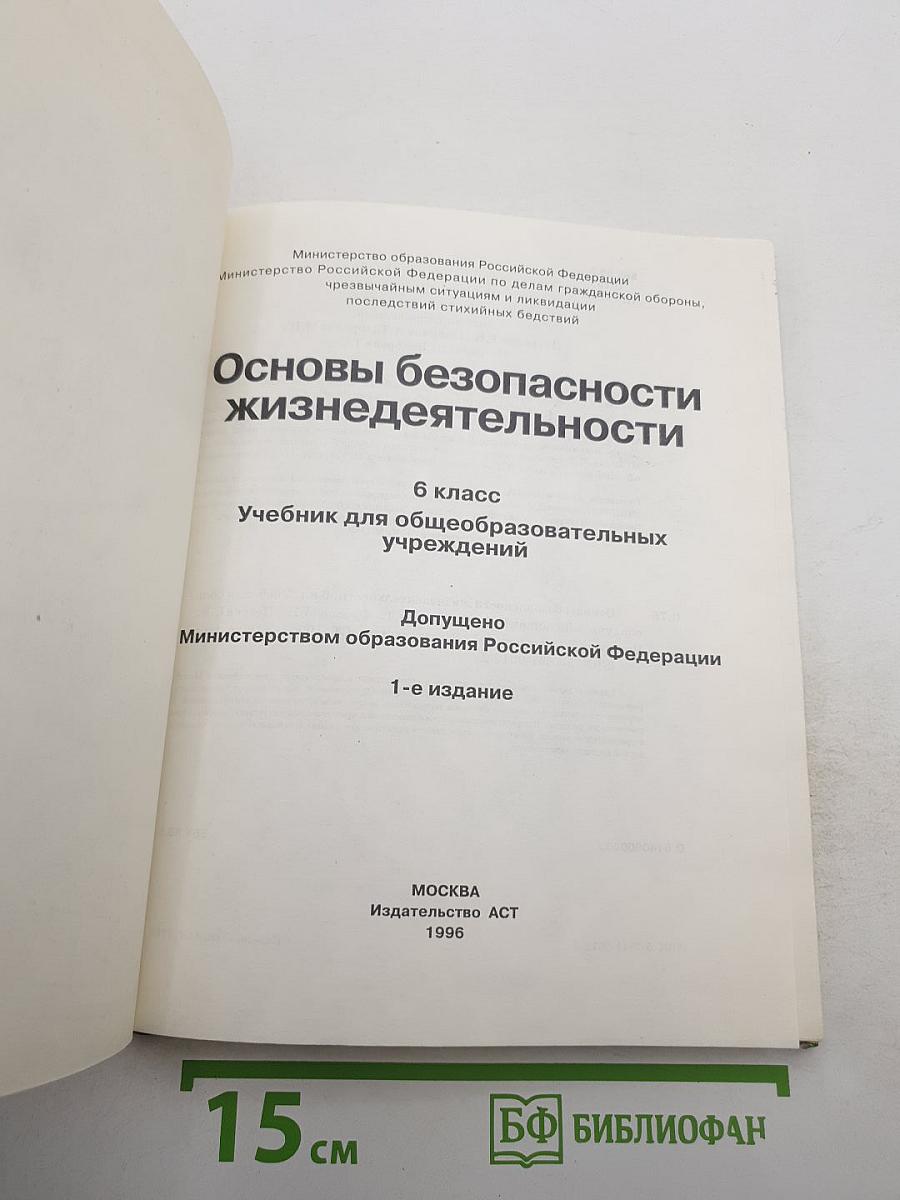 Министерство образования Российской Федерации
Министерство Российской Федерации по делам гражданской обороны,
чрезвычайным ситуациям и ликвидации
последствий стихийных бедствий
Основы безопасности
жизнедеятельности
6 класс
Учебник для общеобразовательных
учреждений
Допущено
Министерством образования Российской Федерации
1-е издание
МОСКВА
Издательство АСТ
1996
15 см
БФ БИБЛИОФАН